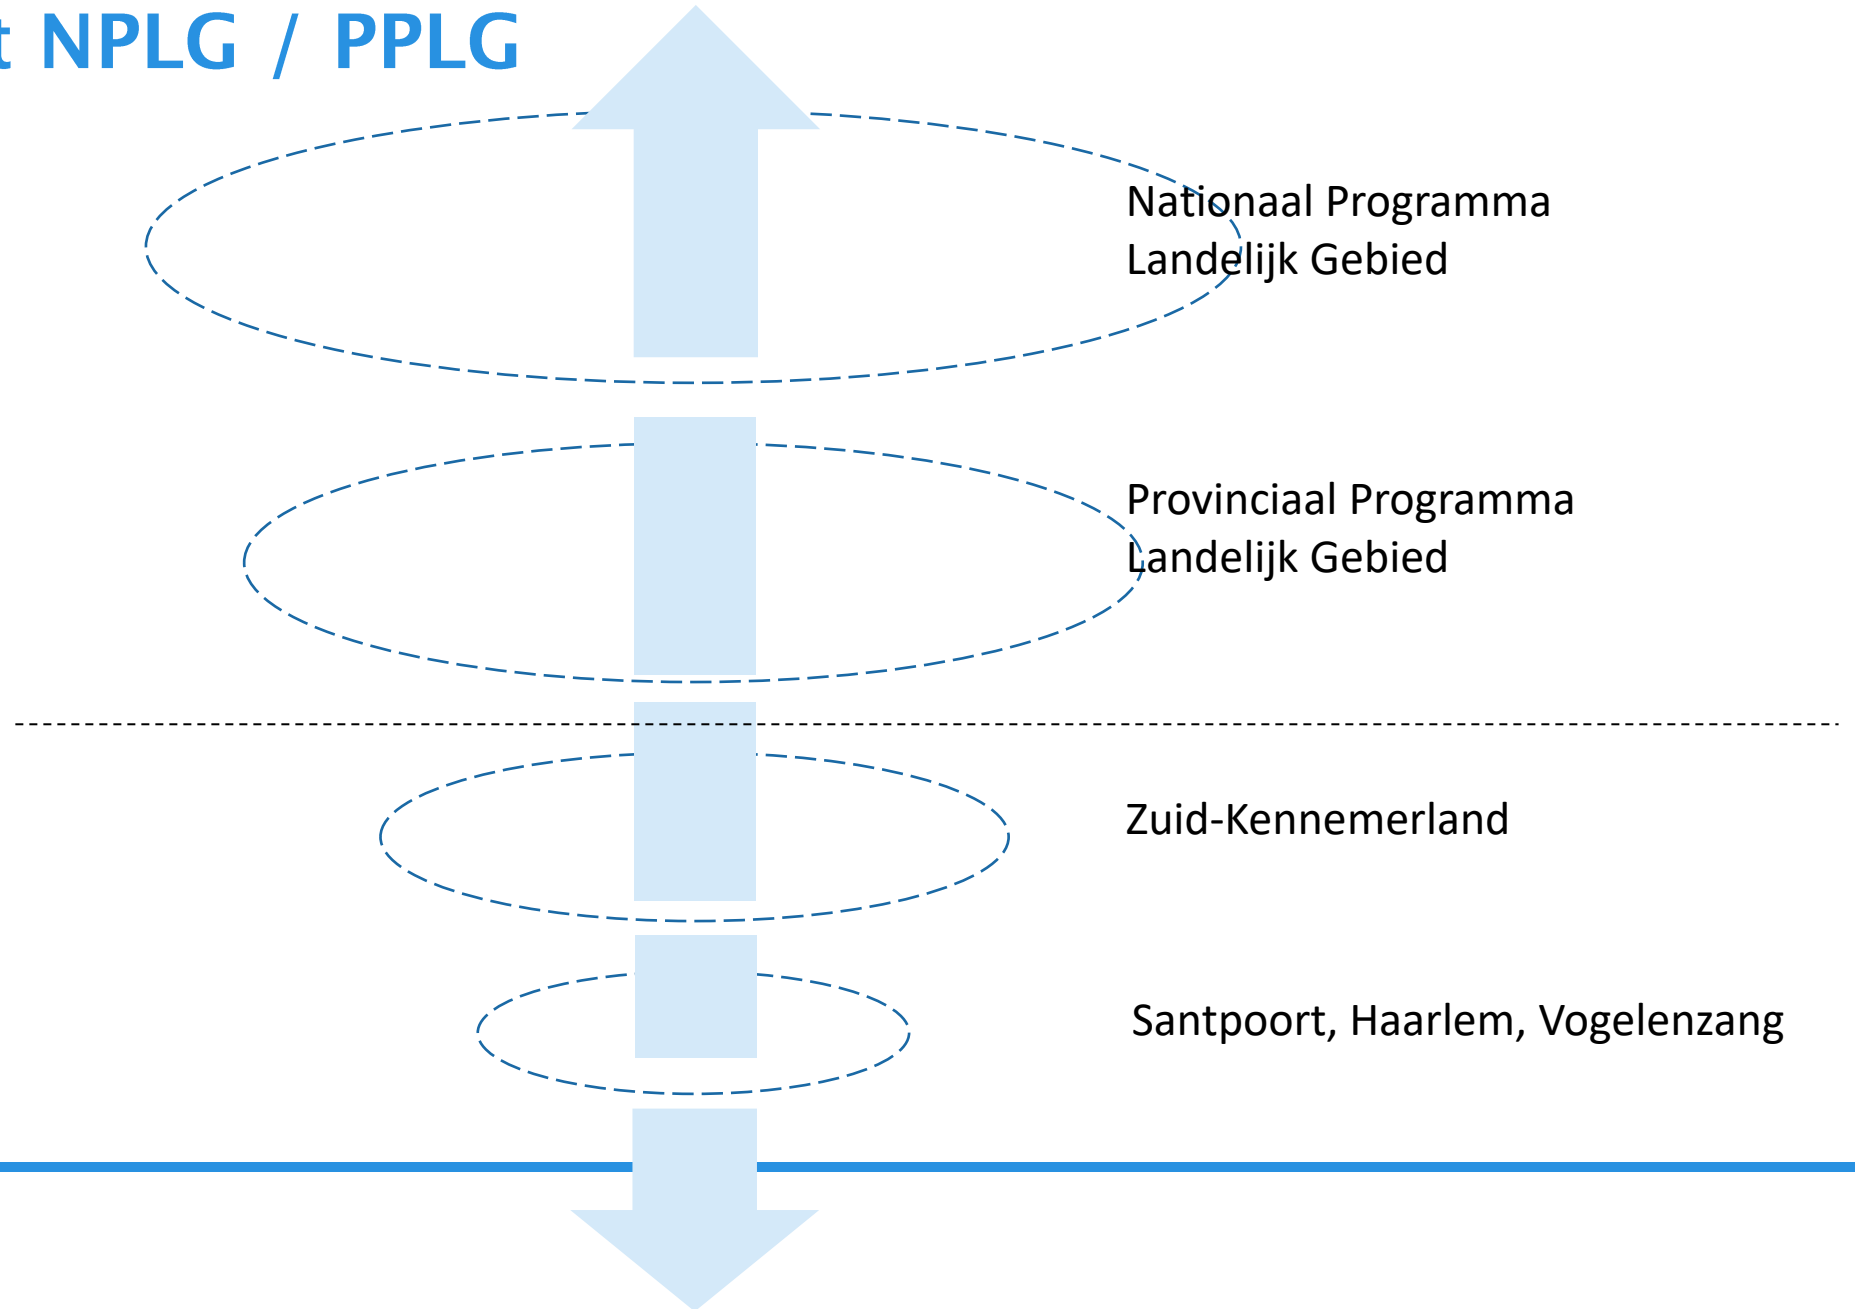 t NPLG / PPLG
Nationaal Programma
Landelijk Gebied
Provinciaal Programma
Landelijk Gebied
Zuid-Kennemerland
Santpoort, Haarlem, Vogelenzang